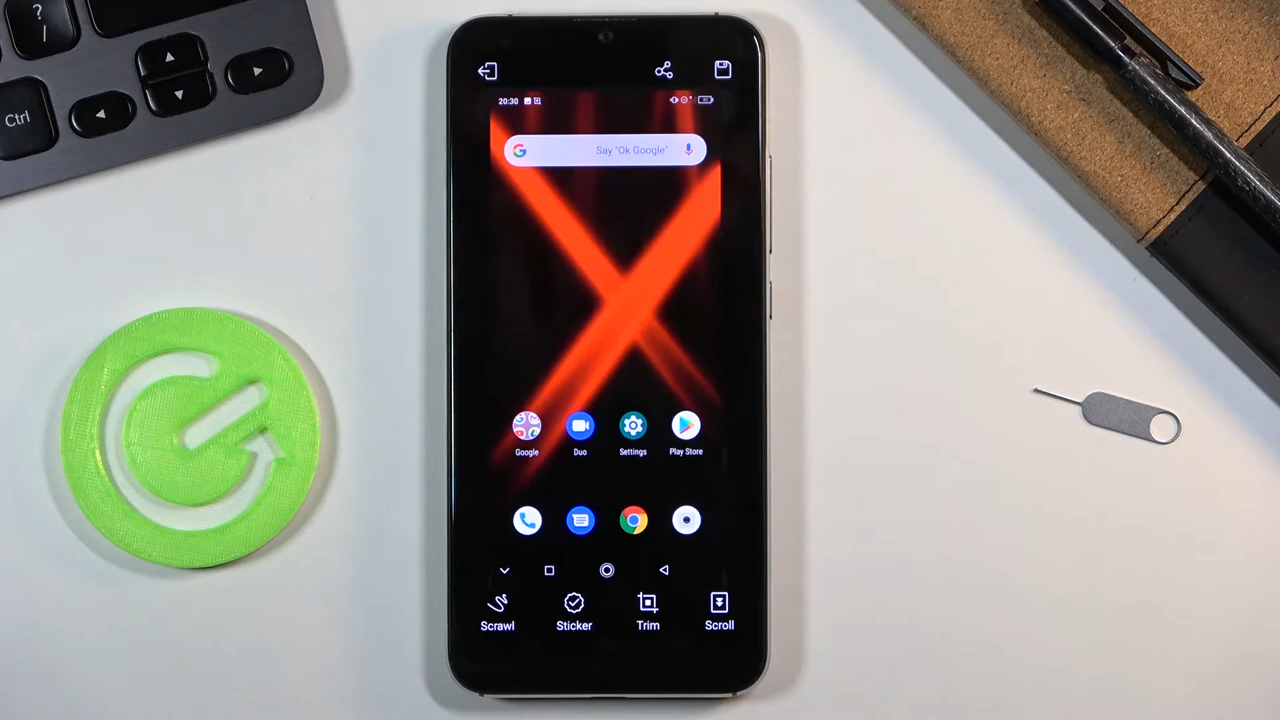 ?
/
Ctrl
20:30
Say "Ok Google"
Google Duo Settings Play Store
Scrawl Sticker Trim Scroll